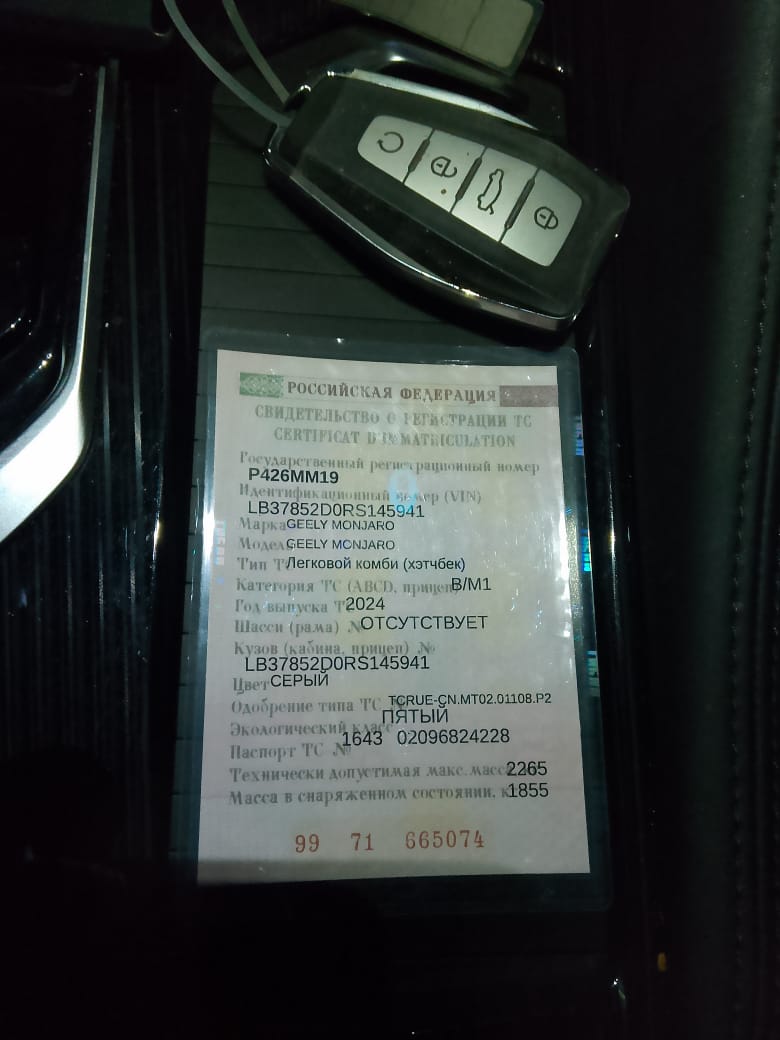 РОССИЙСКАЯ ФЕДЕРАЦИЯ
СВИДЕТЕЛЬСТВО О РЕГИСТРАЦИИ ТС
CERTIFICAT D'IMMATRICULATION
Государственный регистрационный номер
Р426ММ19
Идентификационный номер (VIN)
LB37852D0RS145941
Марка GEELY MONJARO
Модель GEELY MONJARO
Тип ТС Легковой комби (хэтчбек)
Категория ТС (ABCD, прицеп) B/M1
Год выпуска ТС 2024
Шасси (рама) № ОТСУТСТВУЕТ
Кузов (кабина, прицеп) №
LB37852D0RS145941
Цвет СЕРЫЙ
Одобрение типа ТС № TCRUE-CN.MT02.01108.P2
Экологический класс ПЯТЫЙ
Паспорт ТС № 1643 02096824228
Технически допустимая макс. масса, 2265
Масса в снаряженном состоянии, к 1855
99 71 665074